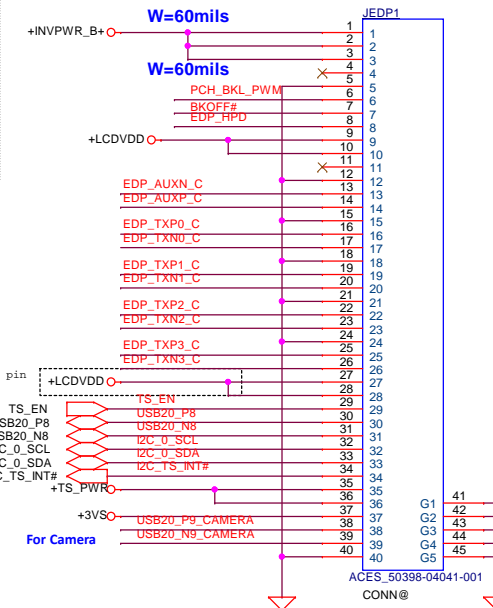 W=60mils
JEDP1
+INVPWR_B+
1 1
2 2
3 3
W=60mils
4 4
5 5
PCH_BKL_PWM 6 6
BKOFF# 7 7
EDP_HPD 8 8
+LCDVDD 9 9
10 10
11 11
12 12
EDP_AUXN_C 13 13
EDP_AUXP_C 14 14
15 15
EDP_TXP0_C 16 16
EDP_TXN0_C 17 17
18 18
EDP_TXP1_C 19 19
EDP_TXN1_C 20 20
21 21
EDP_TXP2_C 22 22
EDP_TXN2_C 23 23
24 24
EDP_TXP3_C 25 25
EDP_TXN3_C 26 26
pin
+LCDVDD 27 27
28 28
TS_EN TS_EN 29 29
SB20_P8 USB20_P8 30 30
SB20_N8 USB20_N8 31 31
C_0_SCL I2C_0_SCL 32 32
C_0_SDA I2C_0_SDA 33 33
C_TS_INT# I2C_TS_INT# 34 34
+TS_PWR 35 35
36 36
+3VS 37 37
USB20_P9_CAMERA 38 38
For Camera
USB20_N9_CAMERA 39 39
40 40
G1 41
G2 42
G3 43
G4 44
G5 45
ACES_50398-04041-001
CONN@